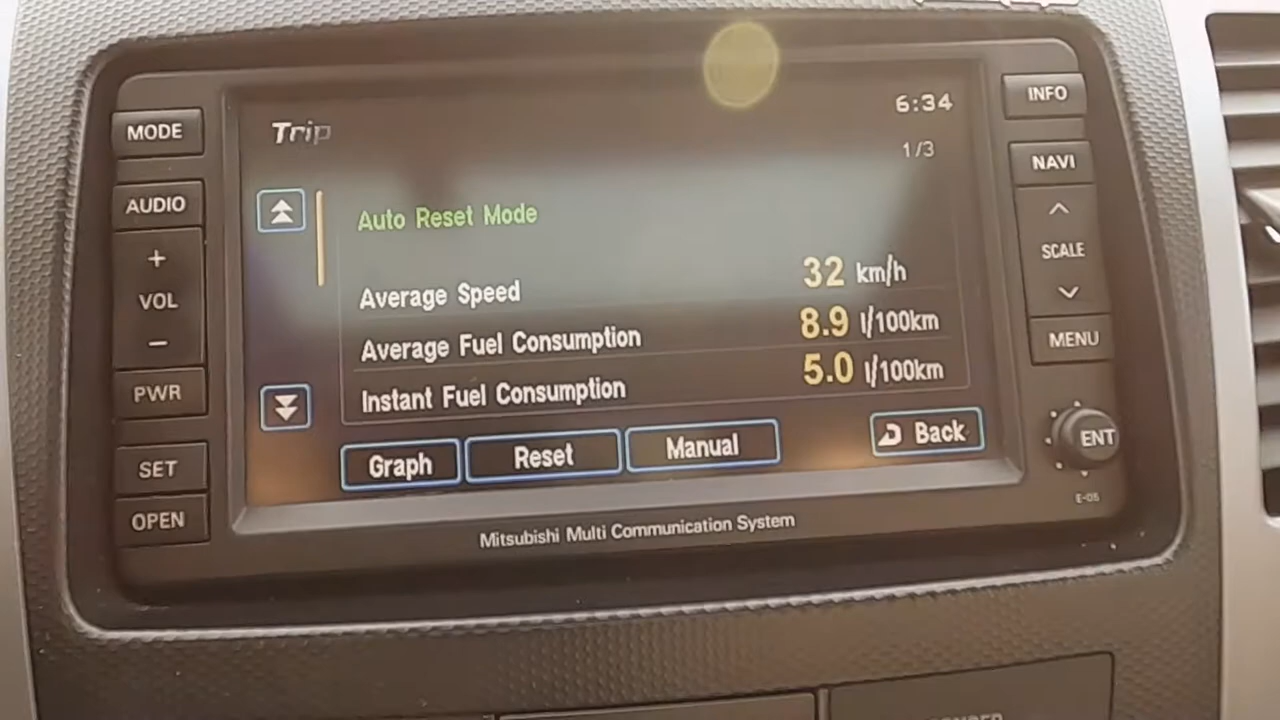 MODE
AUDIO
+
VOL
−
PWR
SET
OPEN
Trip
6:34
1/3
Auto Reset Mode
Average Speed 32 km/h
Average Fuel Consumption 8.9 l/100km
Instant Fuel Consumption 5.0 l/100km
Graph Reset Manual Back
Mitsubishi Multi Communication System
INFO
NAVI
SCALE
MENU
ENT
E-05